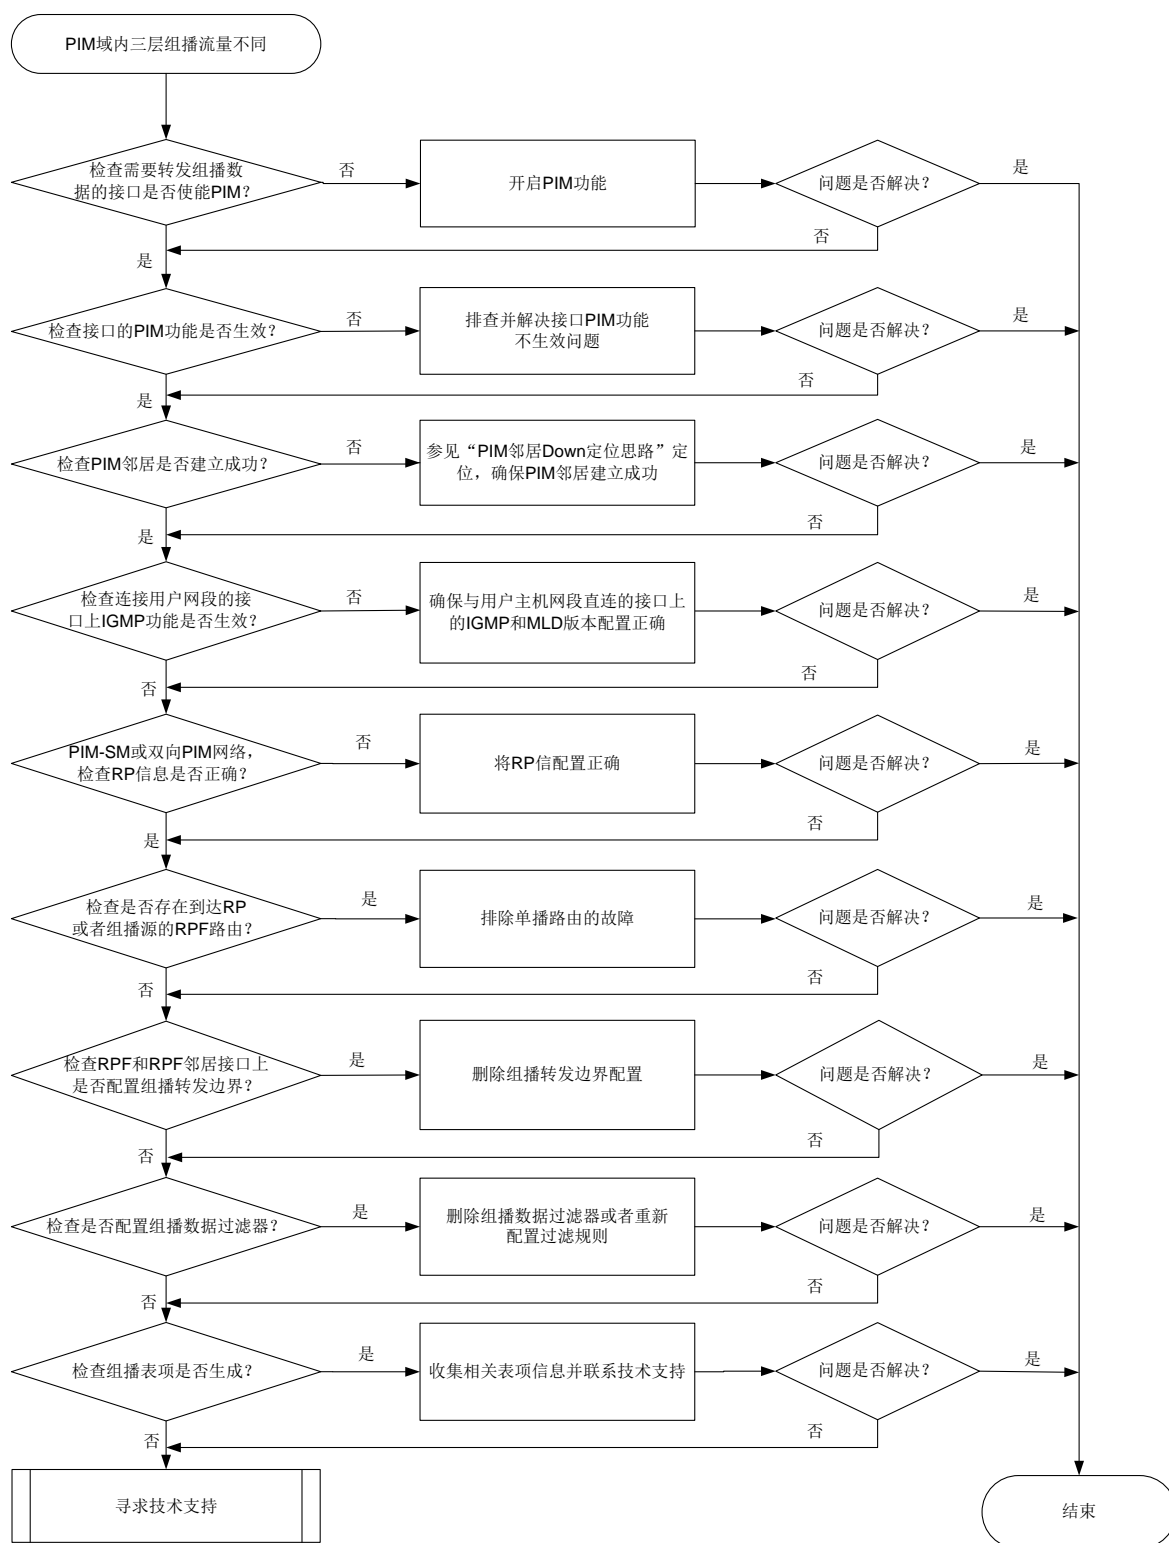 PIM域内三层组播流量不同
检查需要转发组播数
据的接口是否使能PIM？
否
开启PIM功能
问题是否解决？
是
否
是
检查接口的PIM功能是否生效？
否
排查并解决接口PIM功能
不生效问题
问题是否解决？
是
否
是
检查PIM邻居是否建立成功？
否
参见“PIM邻居Down定位思路”定
位，确保PIM邻居建立成功
问题是否解决？
是
否
是
检查连接用户网段的接
口上IGMP功能是否生效？
否
确保与用户主机网段直连的接口上
的IGMP和MLD版本配置正确
问题是否解决？
是
否
否
PIM-SM或双向PIM网络，
检查RP信息是否正确？
否
将RP信配置正确
问题是否解决？
是
否
是
检查是否存在到达RP
或者组播源的RPF路由？
是
排除单播路由的故障
问题是否解决？
是
否
否
检查RPF和RPF邻居接口上
是否配置组播转发边界？
是
删除组播转发边界配置
问题是否解决？
是
否
否
检查是否配置组播数据过滤器？
是
删除组播数据过滤器或者重新
配置过滤规则
问题是否解决？
是
否
否
检查组播表项是否生成？
是
收集相关表项信息并联系技术支持
问题是否解决？
是
否
否
寻求技术支持
结束